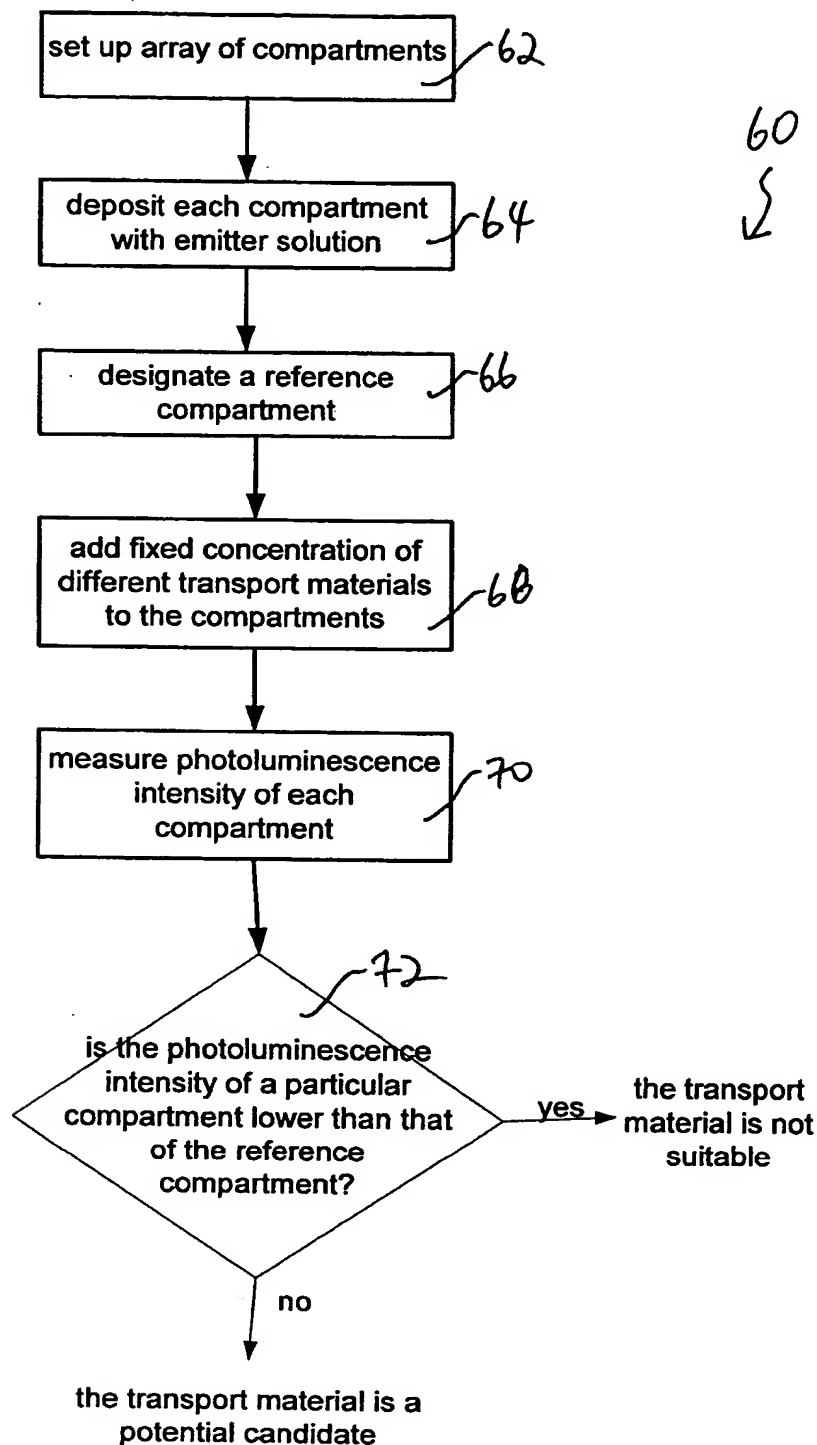 set up array of compartments
62
60
deposit each compartment
with emitter solution
64
designate a reference
compartment
66
add fixed concentration of
different transport materials
to the compartments
68
measure photoluminescence
intensity of each
compartment
70
72
is the photoluminescence
intensity of a particular
compartment lower than that
of the reference
compartment?
yes
the transport
material is not
suitable
no
the transport material is a
potential candidate